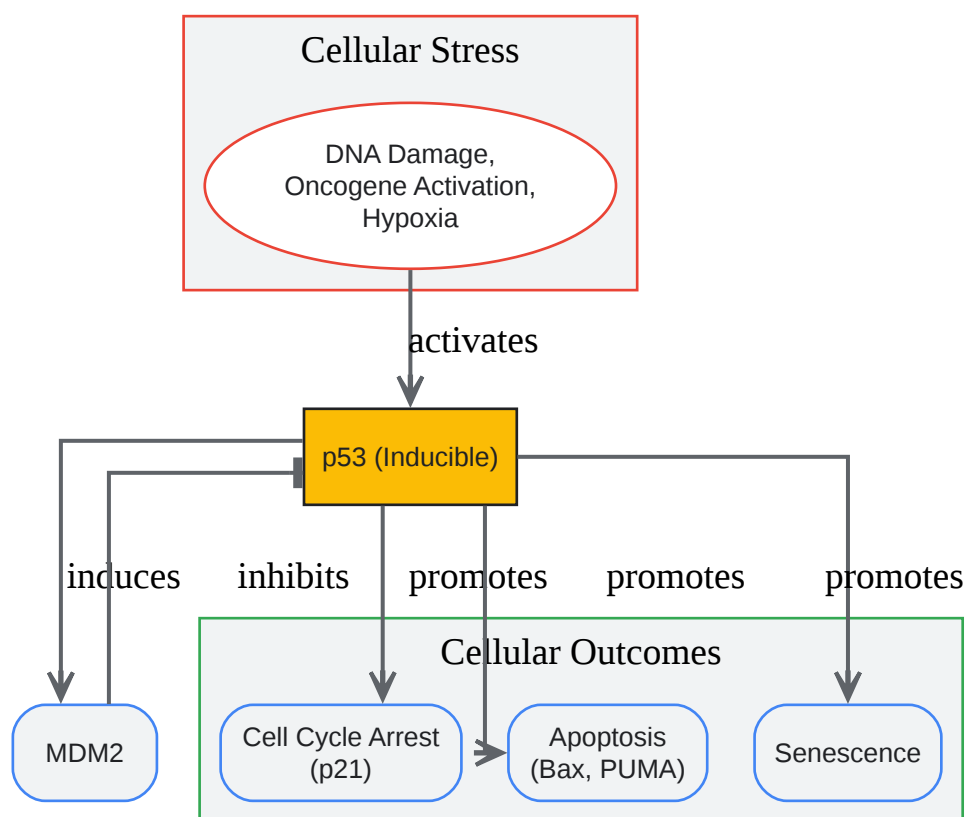 Cellular Stress
DNA Damage,
Oncogene Activation,
Hypoxia
activates
p53 (Inducible)
induces
inhibits
promotes
promotes
promotes
Cellular Outcomes
MDM2
Cell Cycle Arrest
(p21)
Apoptosis
(Bax, PUMA)
Senescence